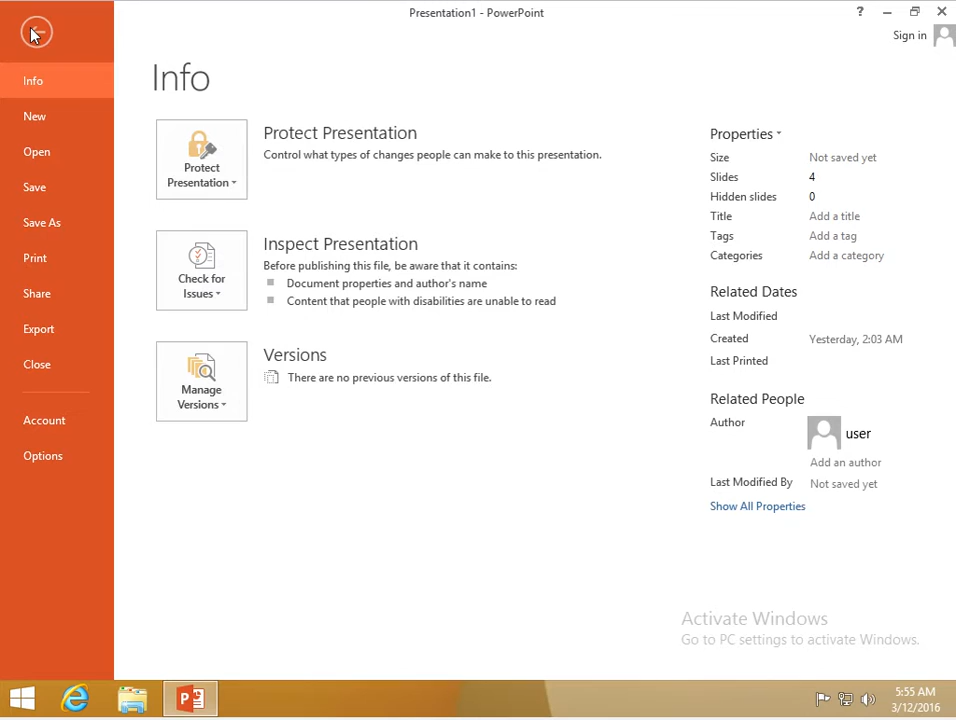 Presentation1 - PowerPoint
?
Sign in
Info
New
Open
Save
Save As
Print
Share
Export
Close
Account
Options
Info
Protect Presentation
Protect Presentation
Control what types of changes people can make to this presentation.
Check for Issues
Inspect Presentation
Before publishing this file, be aware that it contains:
Document properties and author's name
Content that people with disabilities are unable to read
Manage Versions
Versions
There are no previous versions of this file.
Properties
Size Not saved yet
Slides 4
Hidden slides 0
Title Add a title
Tags Add a tag
Categories Add a category
Related Dates
Last Modified
Created Yesterday, 2:03 AM
Last Printed
Related People
Author user
Add an author
Last Modified By Not saved yet
Show All Properties
Activate Windows
Go to PC settings to activate Windows.
5:55 AM
3/12/2016